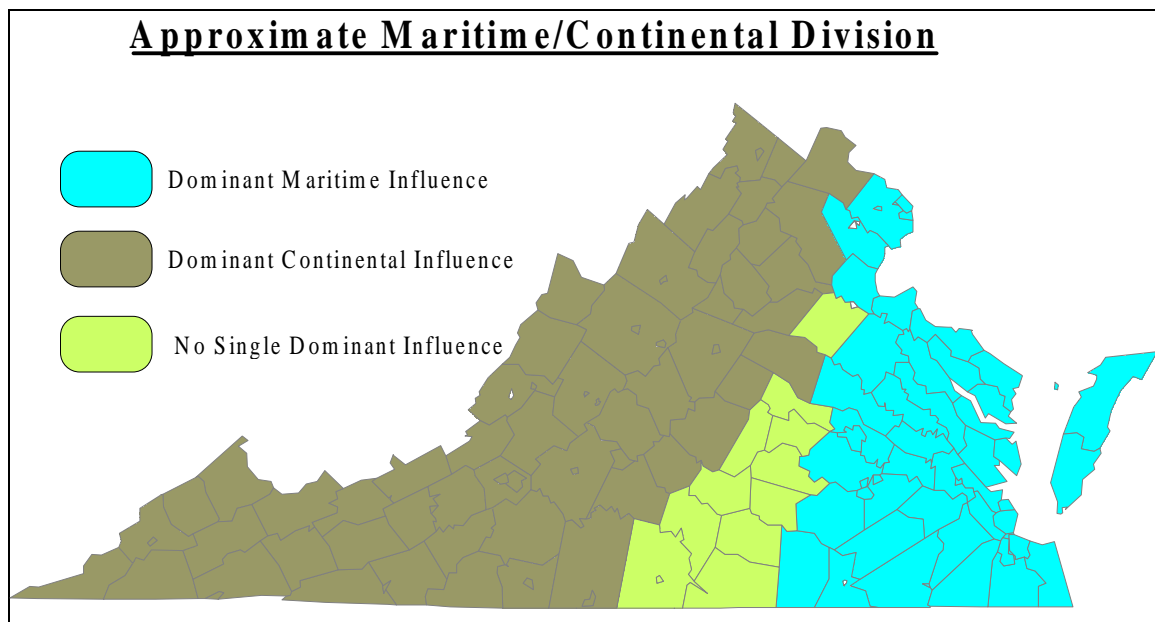 Approximate Maritime/Continental Division
Dominant Maritime Influence
Dominant Continental Influence
No Single Dominant Influence